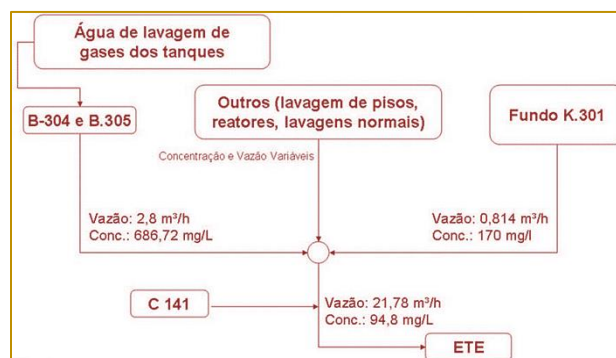 Água de lavagem de
gases dos tanques
B-304 e B.305
Outros (lavagem de pisos,
reatores, lavagens normais)
Fundo K.301
Concentração e Vazão Variáveis
Vazão: 2,8 m³/h
Conc.: 686,72 mg/L
Vazão: 0,814 m³/h
Conc.: 170 mg/l
C 141
Vazão: 21,78 m³/h
Conc.: 94,8 mg/L
ETE